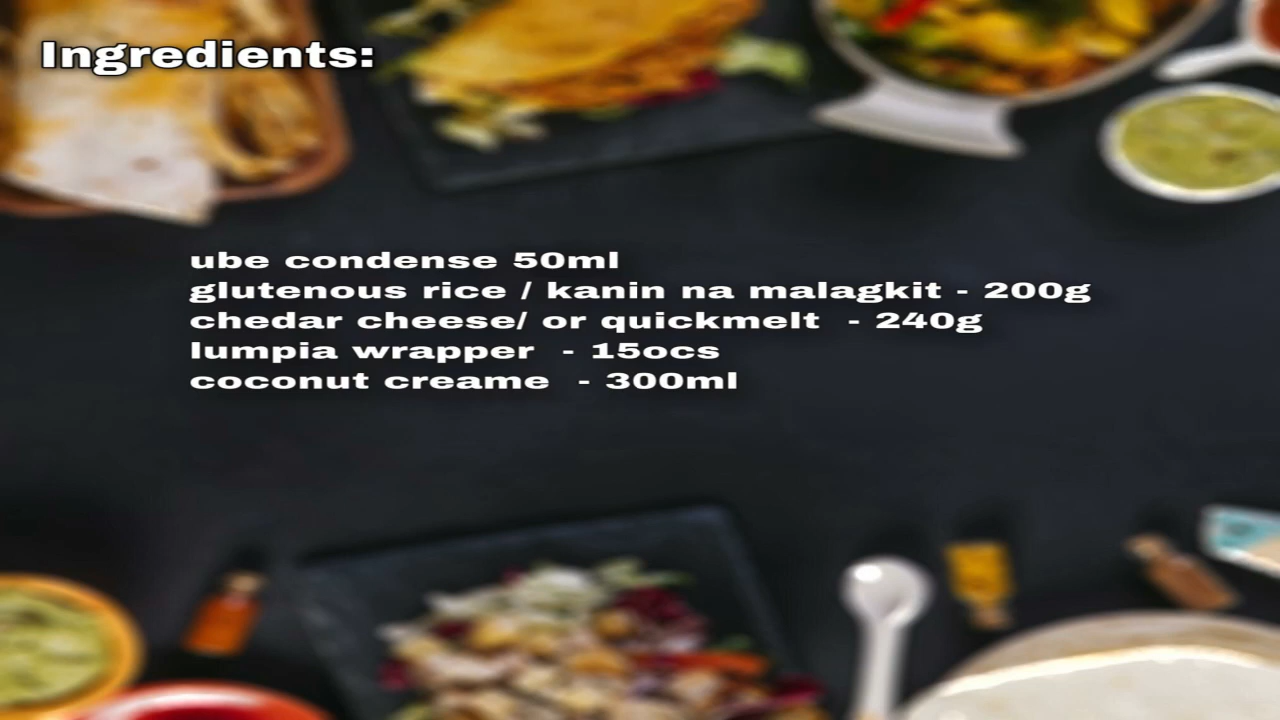 Ingredients:
ube condense 50ml
glutenous rice / kanin na malagkit - 200g
chedar cheese/ or quickmelt - 240g
lumpia wrapper - 15ocs
coconut creame - 300ml